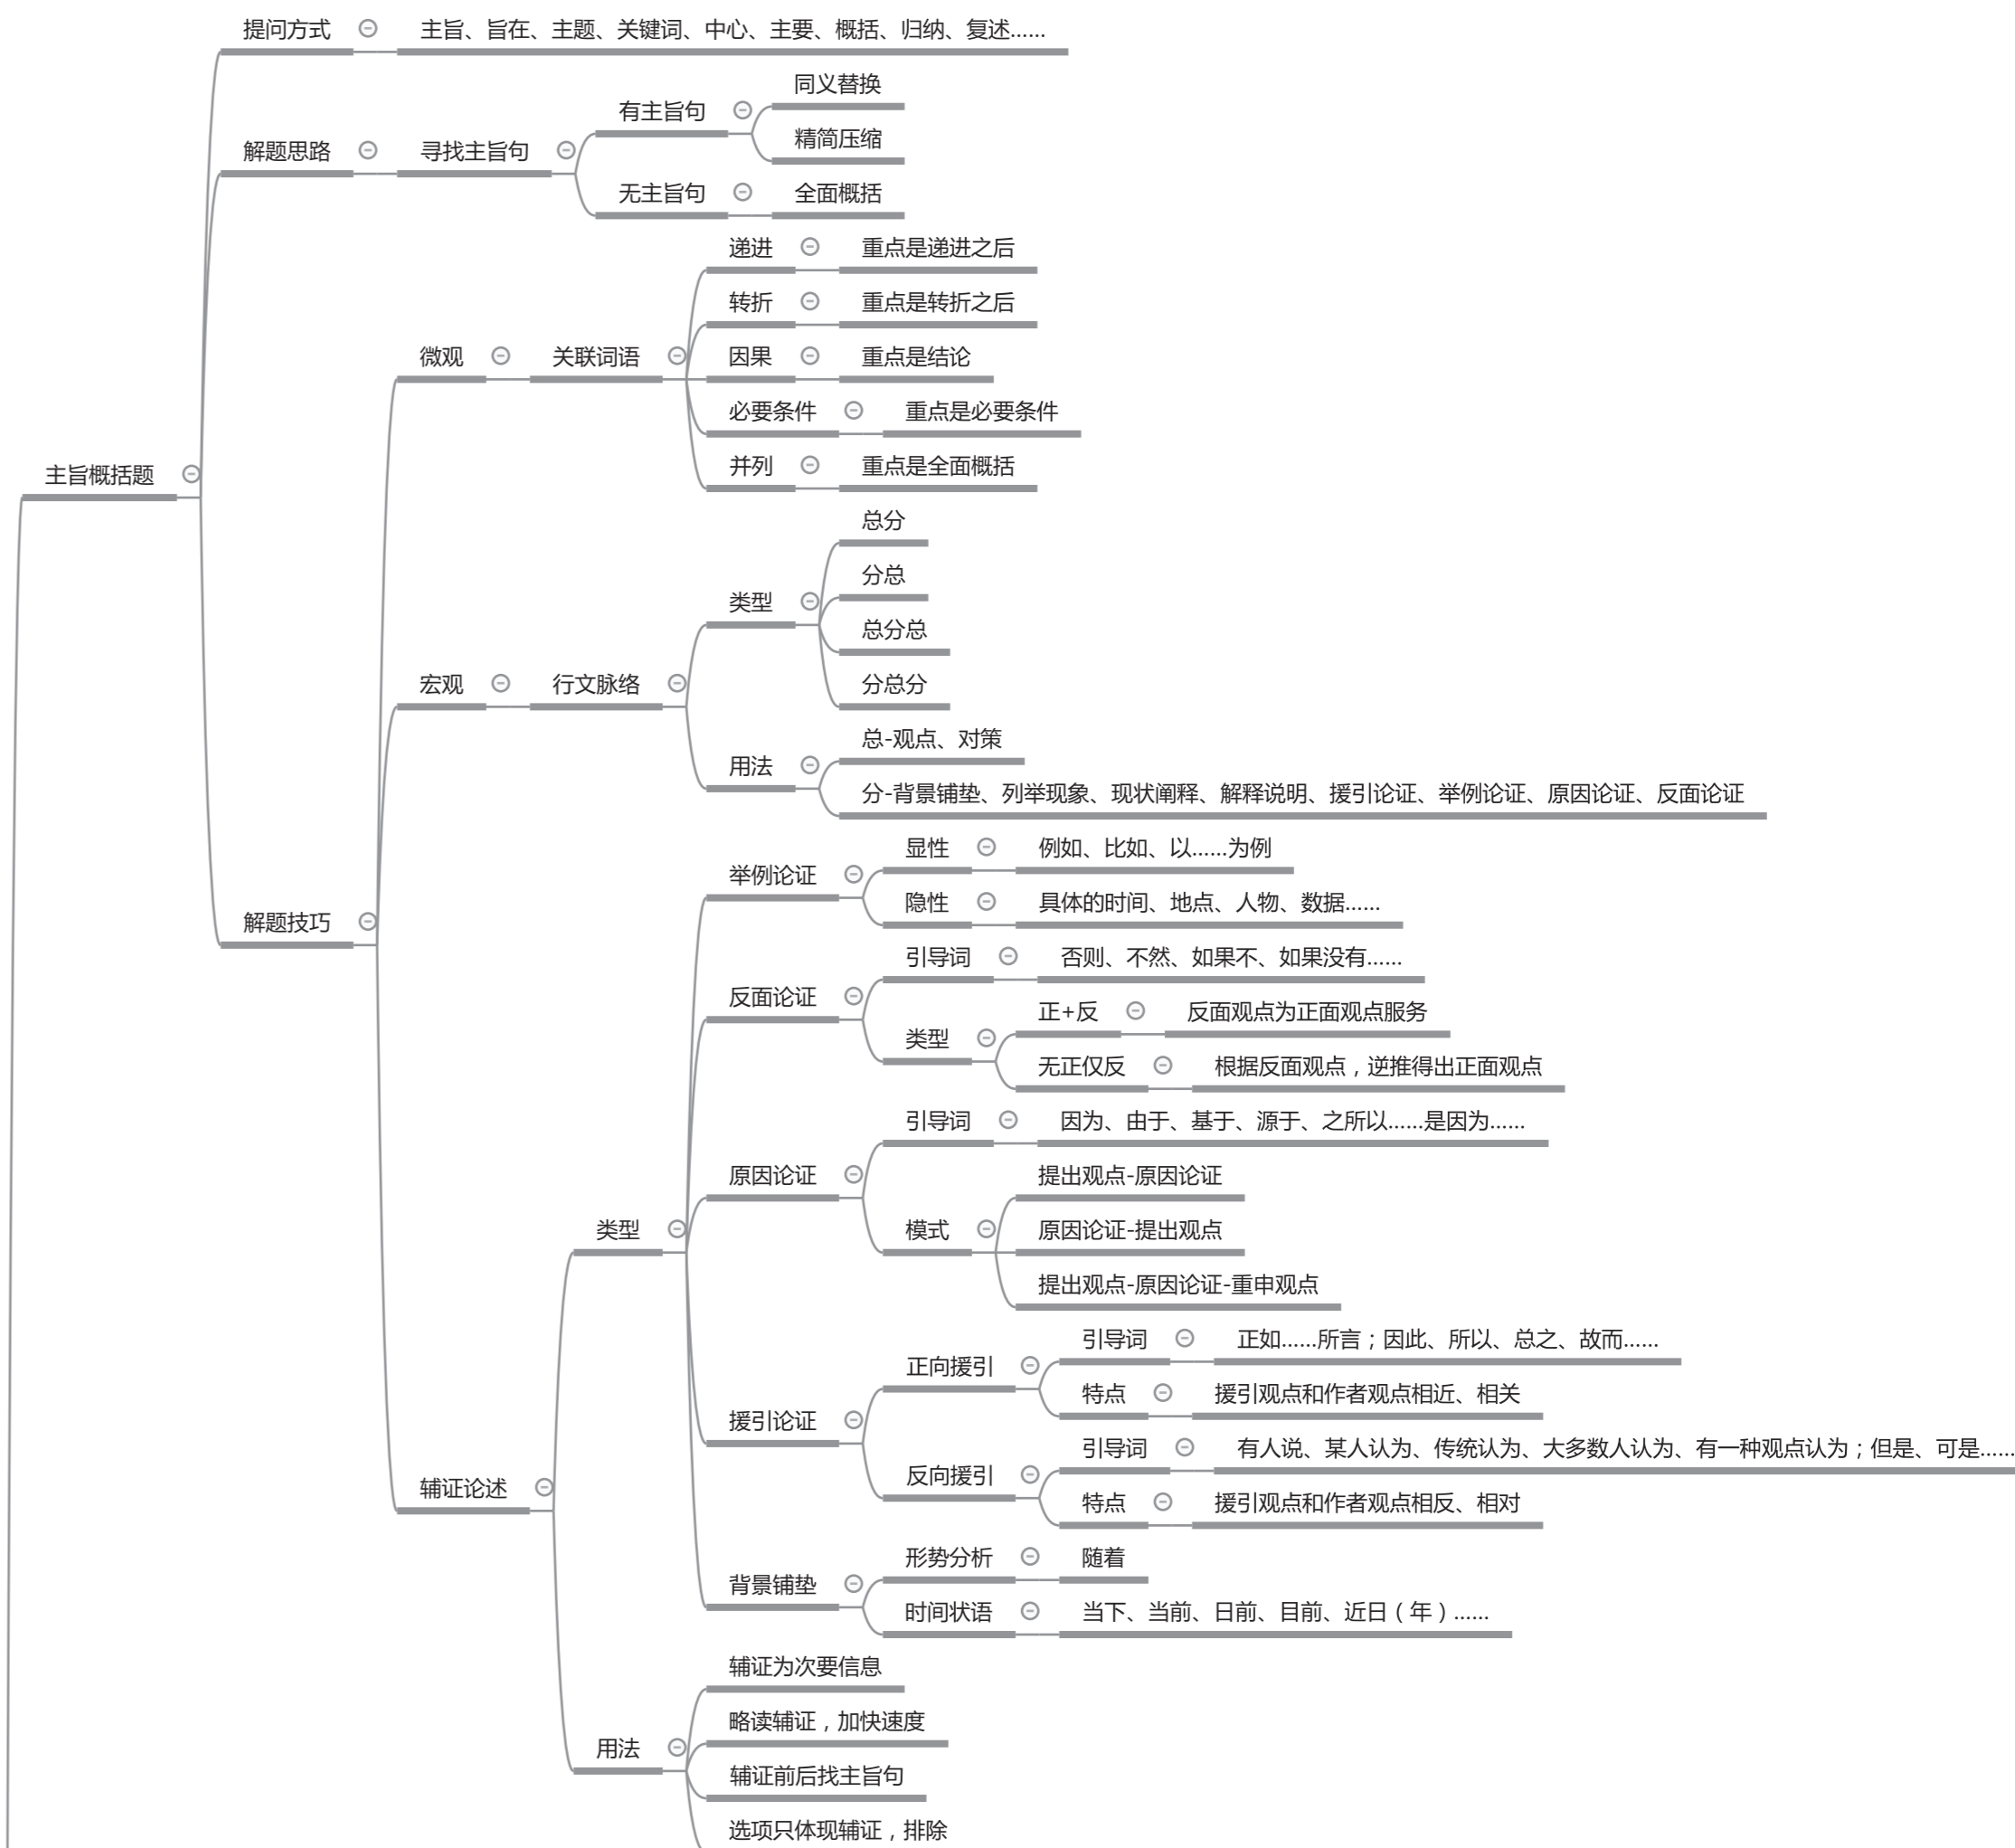 提问方式
主旨、旨在、主题、关键词、中心、主要、概括、归纳、复述……
同义替换
有主旨句
精简压缩
解题思路
寻找主旨句
无主旨句
全面概括
递进
重点是递进之后
转折
重点是转折之后
微观
关联词语
因果
重点是结论
必要条件
重点是必要条件
并列
重点是全面概括
主旨概括题
总分
分总
类型
总分总
分总分
宏观
行文脉络
总-观点、对策
用法
分-背景铺垫、列举现象、现状阐释、解释说明、援引论证、举例论证、原因论证、反面论证
显性
例如、比如、以……为例
举例论证
隐性
具体的时间、地点、人物、数据……
解题技巧
引导词
否则、不然、如果不、如果没有……
反面论证
正+反
反面观点为正面观点服务
类型
无正仅反
根据反面观点，逆推得出正面观点
引导词
因为、由于、基于、源于、之所以……是因为……
原因论证
提出观点-原因论证
类型
模式
原因论证-提出观点
提出观点-原因论证-重申观点
引导词
正如……所言；因此、所以、总之、故而……
正向援引
特点
援引观点和作者观点相近、相关
援引论证
引导词
有人说、某人认为、传统认为、大多数人认为、有一种观点认为；但是、可是……
反向援引
特点
援引观点和作者观点相反、相对
辅证论述
形势分析
随着
背景铺垫
时间状语
当下、当前、日前、目前、近日（年）……
辅证为次要信息
略读辅证，加快速度
用法
辅证前后找主旨句
选项只体现辅证，排除